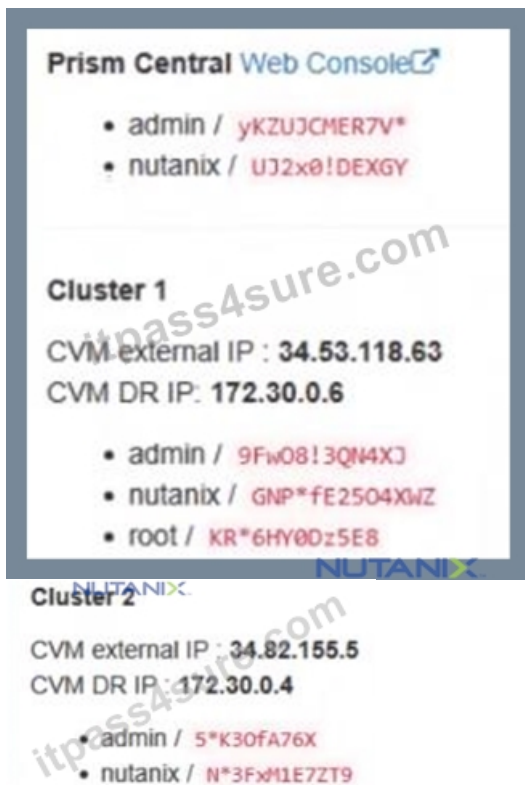 Prism Central Web Console
• admin / yKZUJCMER7V*
• nutanix / UJ2x0!DEXGY
itpass4sure.com
Cluster 1
CVM external IP : 34.53.118.63
CVM DR IP: 172.30.0.6
• admin / 9FwO8!3QN4XJ
• nutanix / GNP*fE25O4XWZ
• root / KR*6HY0Dz5E8
NUTANIX
Cluster 2
NUTANIX
CVM external IP : 34.82.155.5
CVM DR IP : 172.30.0.4
itpass4sure.com
• admin / 5*K3OfA76X
• nutanix / N*3FxM1E7ZT9